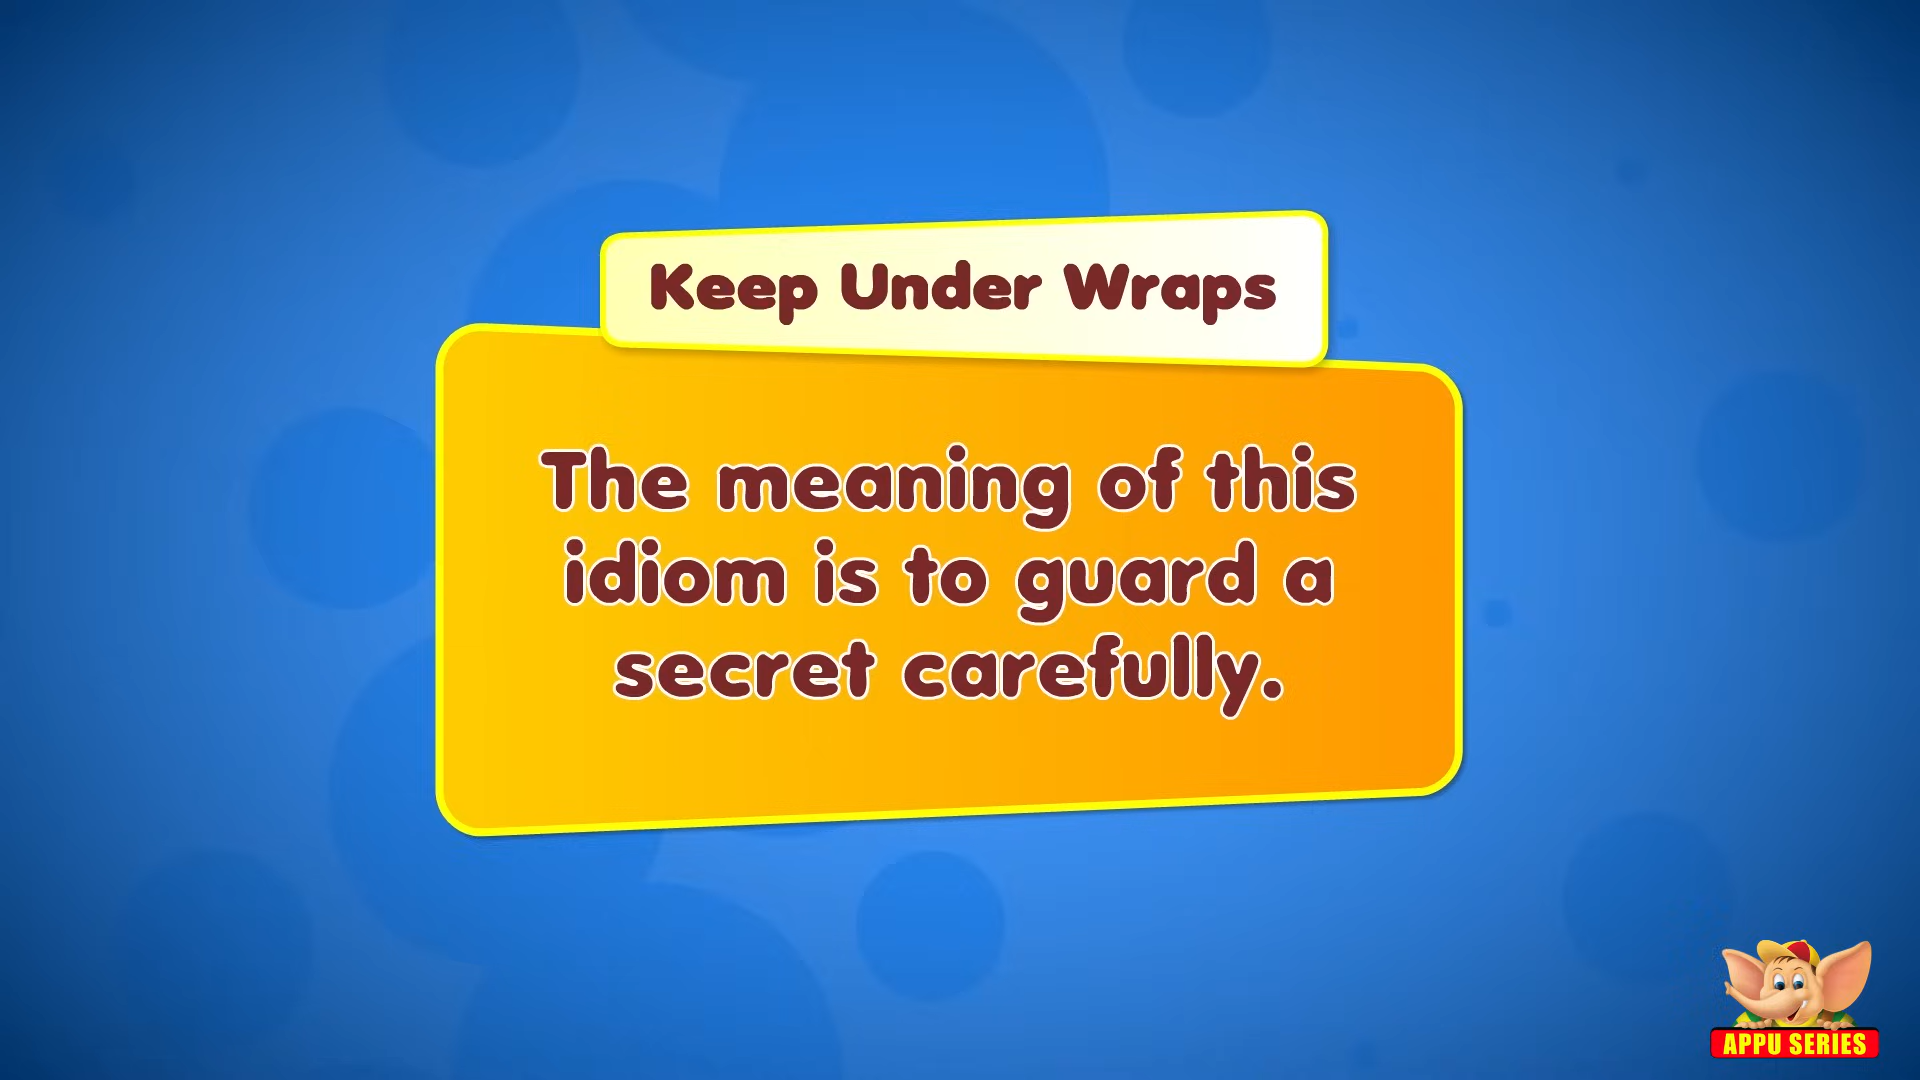 Keep Under Wraps
The meaning of this
idiom is to guard a
secret carefully.
APPU SERIES